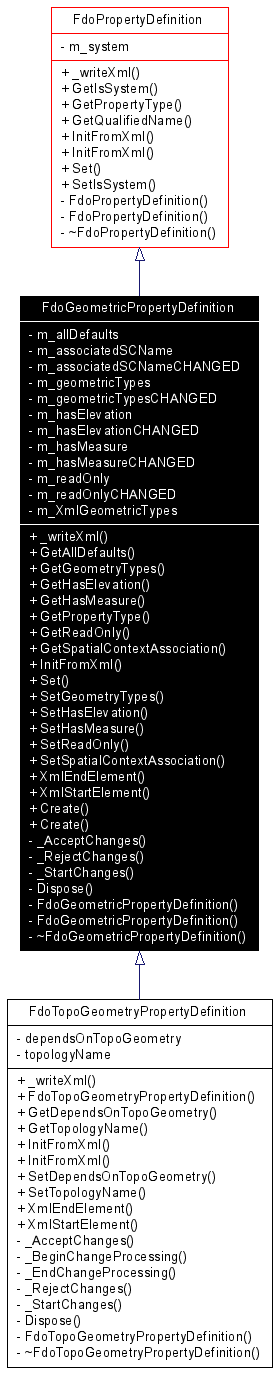 FdoPropertyDefinition
- m_system
+ _writeXml()
+ GetIsSystem()
+ GetPropertyType()
+ GetQualifiedName()
+ InitFromXml()
+ InitFromXml()
+ Set()
+ SetIsSystem()
- FdoPropertyDefinition()
- FdoPropertyDefinition()
- ~FdoPropertyDefinition()
FdoGeometricPropertyDefinition
- m_allDefaults
- m_associatedSCName
- m_associatedSCNameCHANGED
- m_geometricTypes
- m_geometricTypesCHANGED
- m_hasElevation
- m_hasElevationCHANGED
- m_hasMeasure
- m_hasMeasureCHANGED
- m_readOnly
- m_readOnlyCHANGED
- m_XmlGeometricTypes
+ _writeXml()
+ GetAllDefaults()
+ GetGeometryTypes()
+ GetHasElevation()
+ GetHasMeasure()
+ GetPropertyType()
+ GetReadOnly()
+ GetSpatialContextAssociation()
+ InitFromXml()
+ Set()
+ SetGeometryTypes()
+ SetHasElevation()
+ SetHasMeasure()
+ SetReadOnly()
+ SetSpatialContextAssociation()
+ XmlEndElement()
+ XmlStartElement()
+ Create()
+ Create()
- _AcceptChanges()
- _RejectChanges()
- _StartChanges()
- Dispose()
- FdoGeometricPropertyDefinition()
- FdoGeometricPropertyDefinition()
- ~FdoGeometricPropertyDefinition()
FdoTopoGeometryPropertyDefinition
- dependsOnTopoGeometry
- topologyName
+ _writeXml()
+ FdoTopoGeometryPropertyDefinition()
+ GetDependsOnTopoGeometry()
+ GetTopologyName()
+ InitFromXml()
+ InitFromXml()
+ SetDependsOnTopoGeometry()
+ SetTopologyName()
+ XmlEndElement()
+ XmlStartElement()
- _AcceptChanges()
- _BeginChangeProcessing()
- _EndChangeProcessing()
- _RejectChanges()
- _StartChanges()
- Dispose()
- FdoTopoGeometryPropertyDefinition()
- ~FdoTopoGeometryPropertyDefinition()